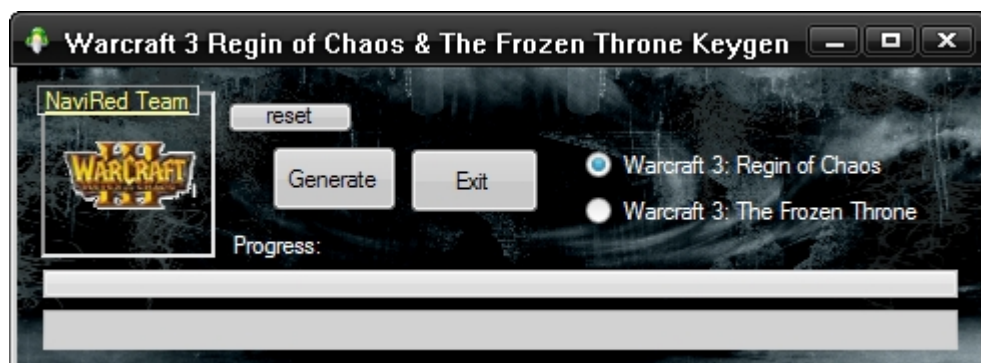 Warcraft 3 Regin of Chaos & The Frozen Throne Keygen
NaviRed Team
reset
WARCRAFT
III
Generate
Exit
Warcraft 3: Regin of Chaos
Warcraft 3: The Frozen Throne
Progress: